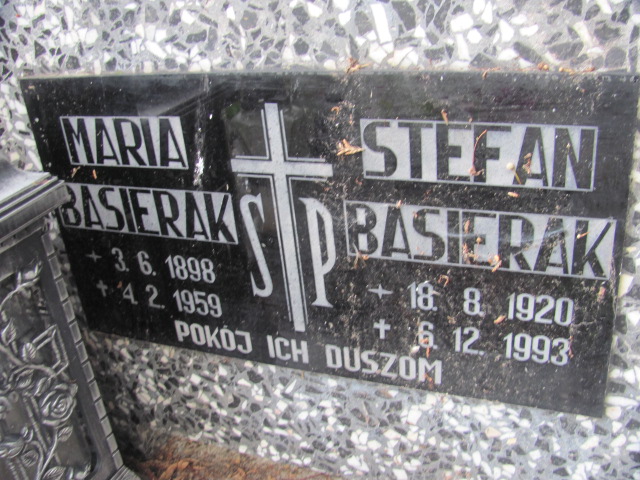 MARIA
BASIERAK
3. 6. 1898
+ 4. 2. 1959
S P
STEFAN
BASIERAK
18. 8. 1920
+ 6. 12. 1993
POKÓJ ICH DUSZOM